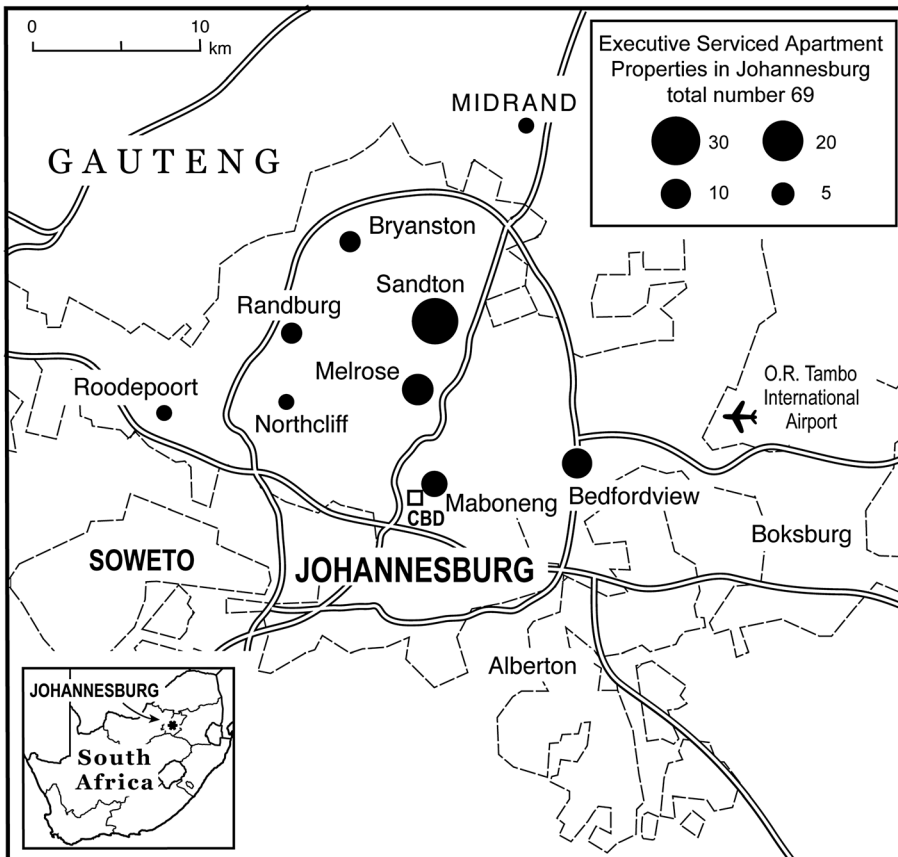 0 10
km
Executive Serviced Apartment
Properties in Johannesburg
total number 69
30 20
10 5
MIDRAND
GAUTENG
Bryanston
Sandton
Randburg
Melrose
Roodepoort
Northcliff
O.R. Tambo
International
Airport
Maboneng
Bedfordview
CBD
Boksburg
SOWETO
JOHANNESBURG
Alberton
JOHANNESBURG
South
Africa